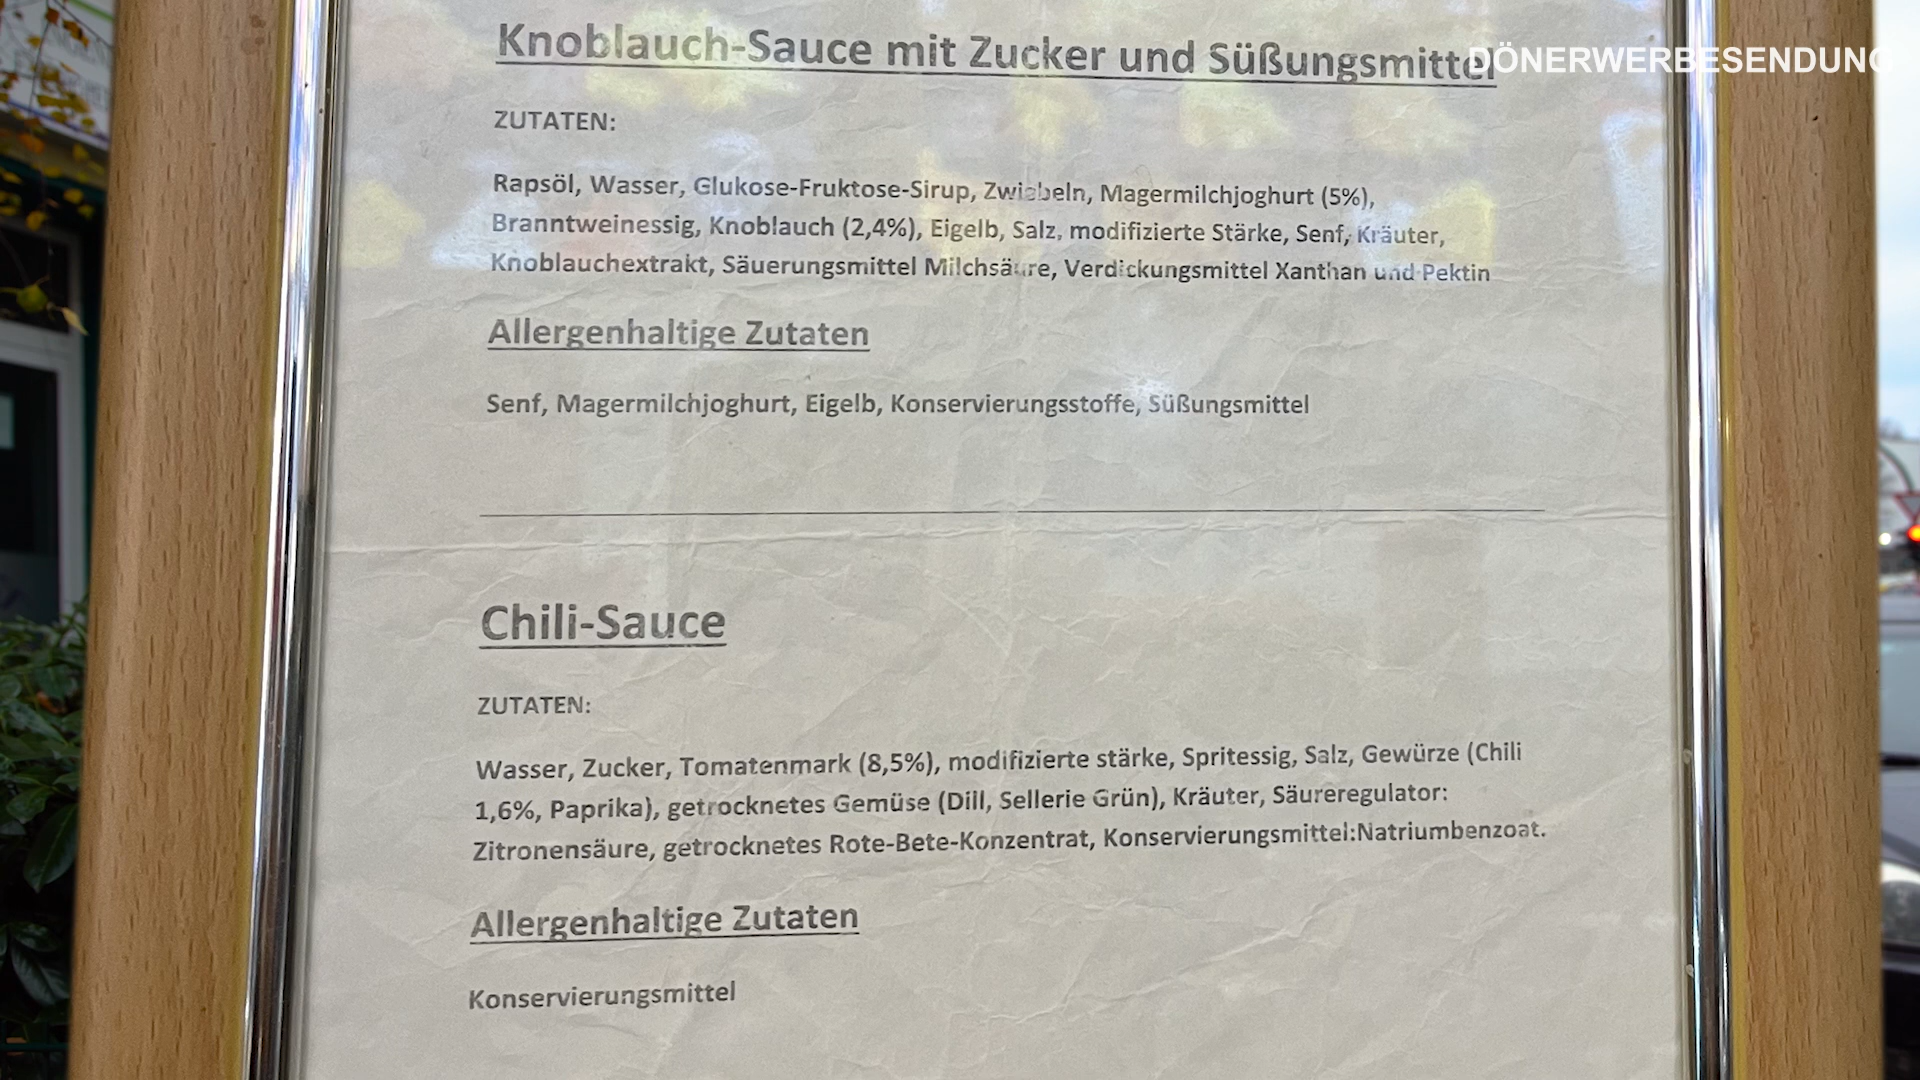 Knoblauch-Sauce mit Zucker und Süßungsmittel
DÖNERWERBESENDUNG
ZUTATEN:
Rapsöl, Wasser, Glukose-Fruktose-Sirup, Zwiebeln, Magermilchjoghurt (5%),
Branntweinessig, Knoblauch (2,4%), Eigelb, Salz, modifizierte Stärke, Senf, Kräuter,
Knoblauchextrakt, Säuerungsmittel Milchsäure, Verdickungsmittel Xanthan und Pektin
Allergenhaltige Zutaten
Senf, Magermilchjoghurt, Eigelb, Konservierungsstoffe, Süßungsmittel
Chili-Sauce
ZUTATEN:
Wasser, Zucker, Tomatenmark (8,5%), modifizierte stärke, Spritessig, Salz, Gewürze (Chili
1,6%, Paprika), getrocknetes Gemüse (Dill, Sellerie Grün), Kräuter, Säureregulator:
Zitronensäure, getrocknetes Rote-Bete-Konzentrat, Konservierungsmittel:Natriumbenzoat.
Allergenhaltige Zutaten
Konservierungsmittel